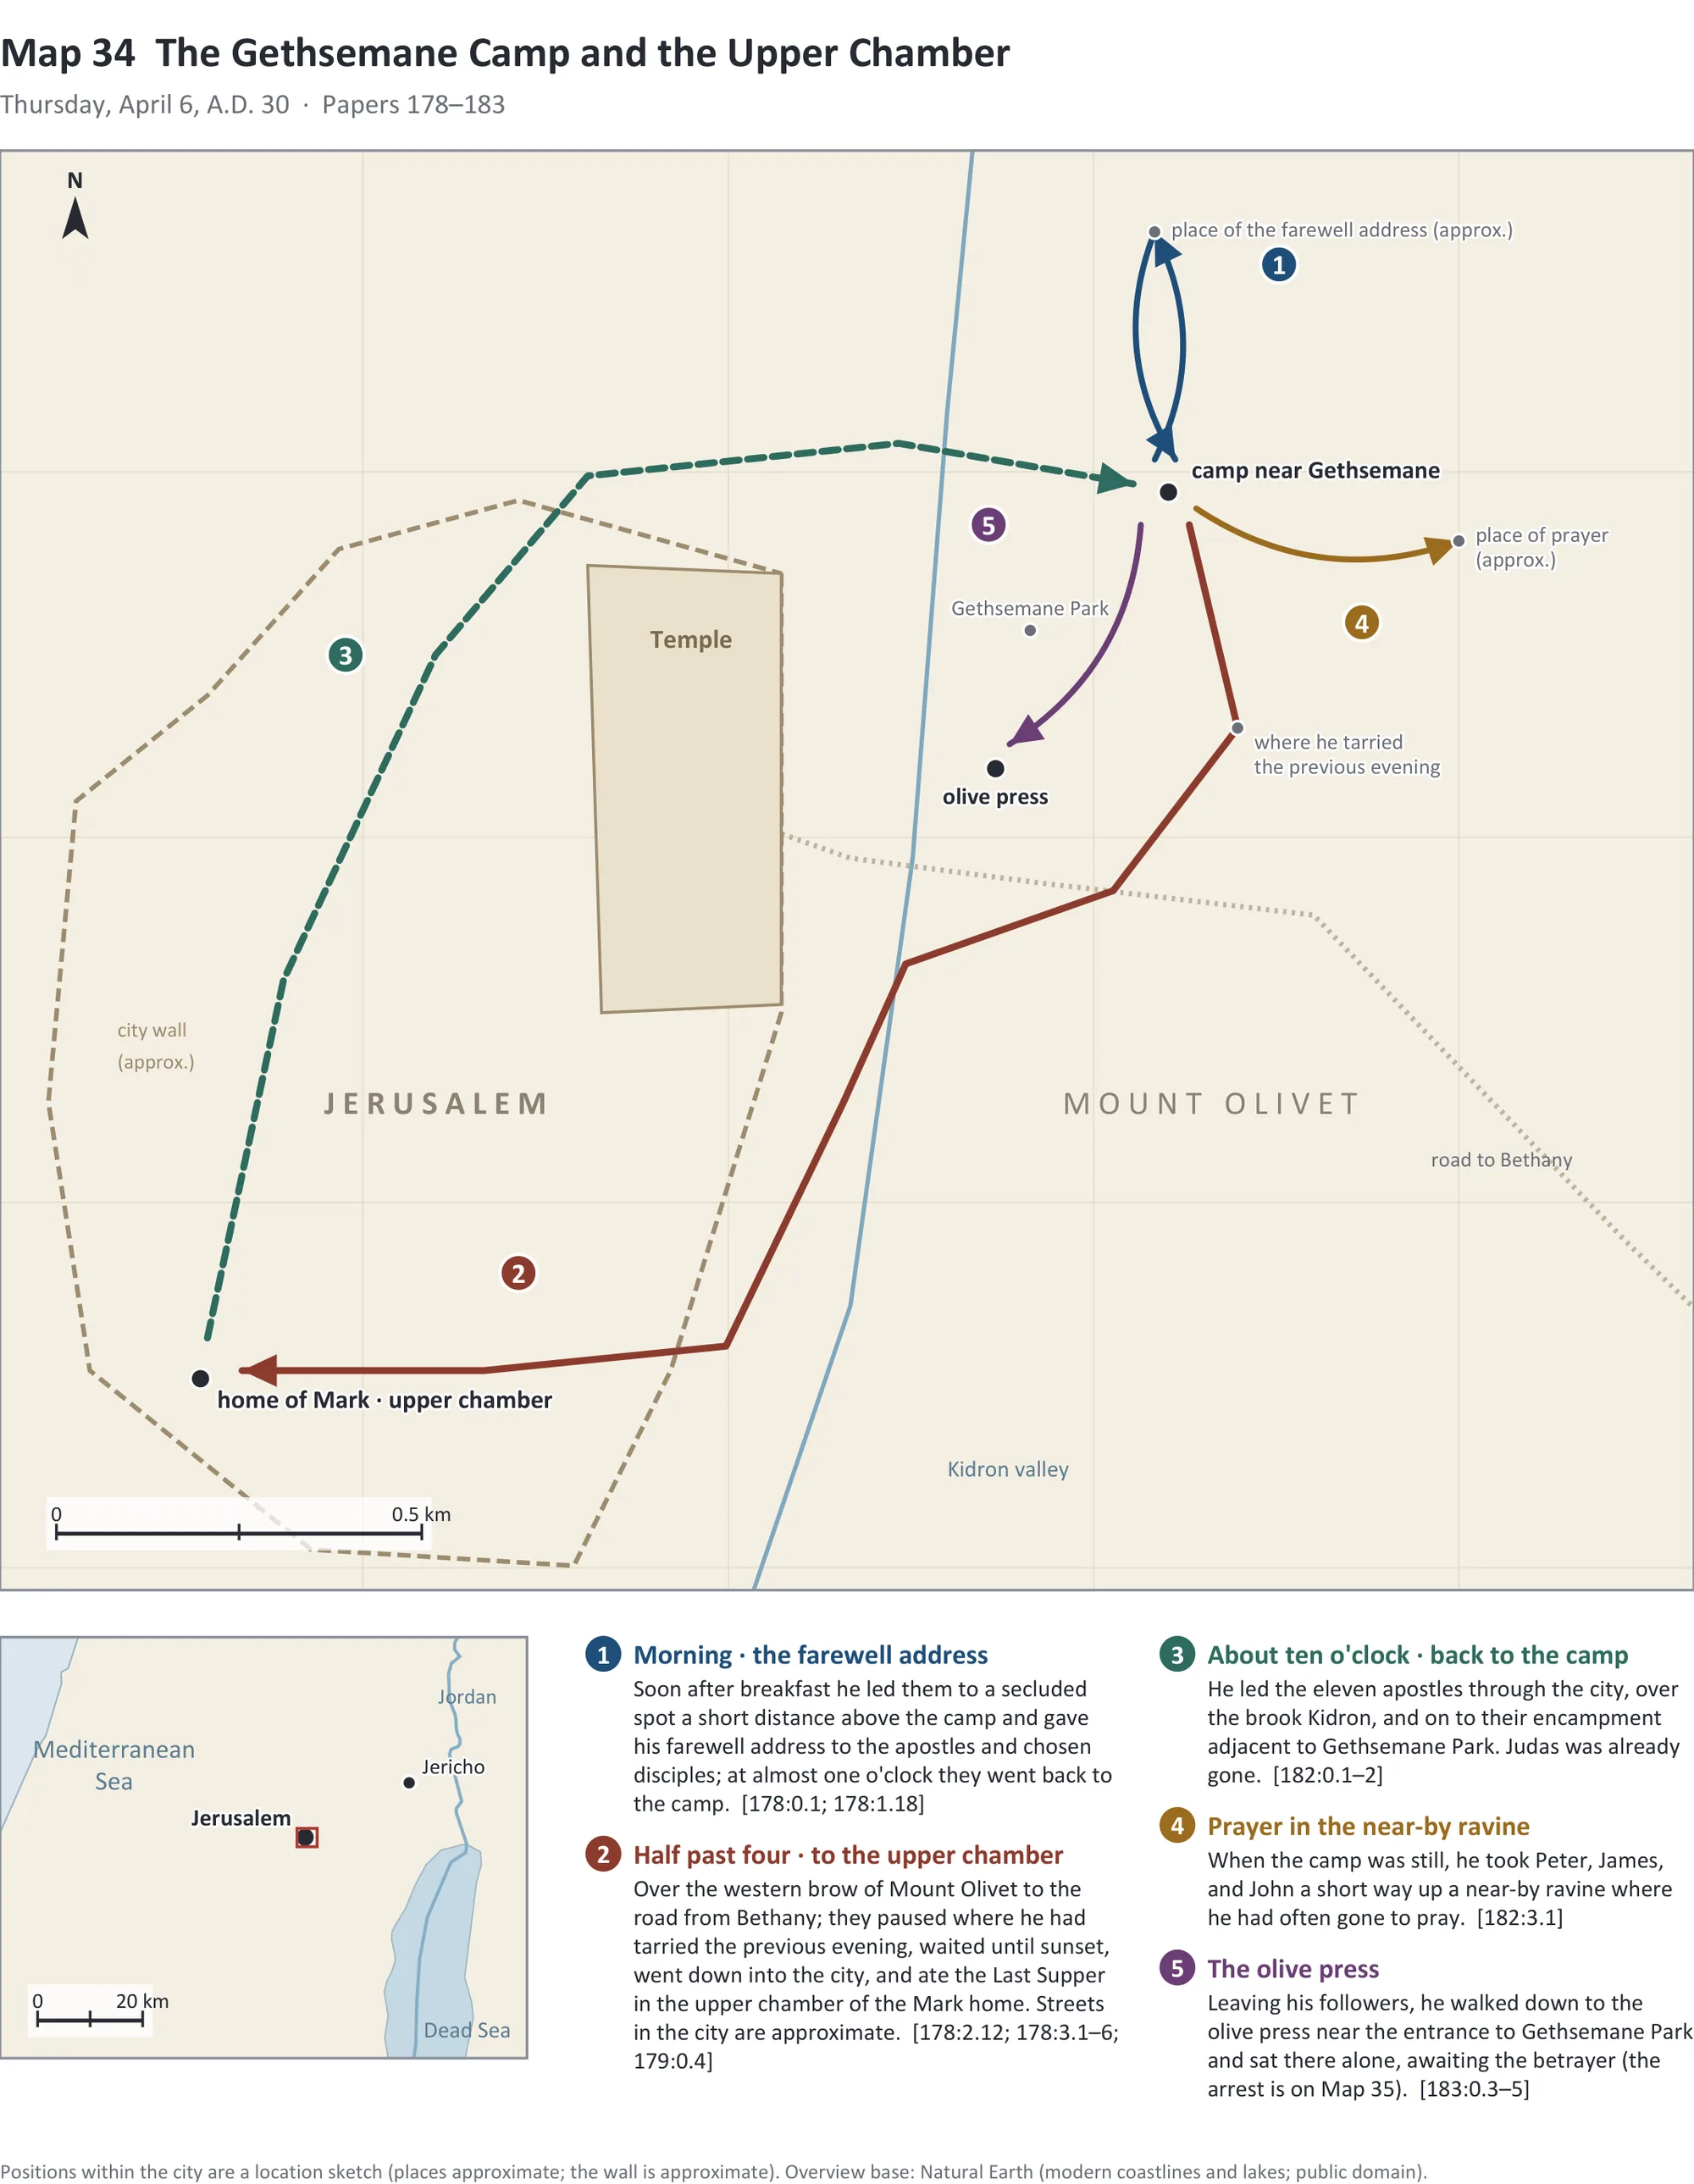 Map 34 The Gethsemane Camp and the Upper Chamber
Thursday, April 6, A.D. 30 · Papers 178–183
N
place of the farewell address (approx.)
1
camp near Gethsemane
5
place of prayer
(approx.)
Gethsemane Park
4
Temple
3
where he tarried
the previous evening
olive press
city wall
(approx.)
JERUSALEM
MOUNT OLIVET
road to Bethany
2
home of Mark · upper chamber
Kidron valley
0 0.5 km
Jordan
Mediterranean
Sea
Jericho
Jerusalem
0 20 km
Dead Sea
1 Morning · the farewell address
Soon after breakfast he led them to a secluded
spot a short distance above the camp and gave
his farewell address to the apostles and chosen
disciples; at almost one o'clock they went back to
the camp. [178:0.1; 178:1.18]
2 Half past four · to the upper chamber
Over the western brow of Mount Olivet to the
road from Bethany; they paused where he had
tarried the previous evening, waited until sunset,
went down into the city, and ate the Last Supper
in the upper chamber of the Mark home. Streets
in the city are approximate. [178:2.12; 178:3.1–6;
179:0.4]
3 About ten o'clock · back to the camp
He led the eleven apostles through the city, over
the brook Kidron, and on to their encampment
adjacent to Gethsemane Park. Judas was already
gone. [182:0.1–2]
4 Prayer in the near-by ravine
When the camp was still, he took Peter, James,
and John a short way up a near-by ravine where
he had often gone to pray. [182:3.1]
5 The olive press
Leaving his followers, he walked down to the
olive press near the entrance to Gethsemane Park
and sat there alone, awaiting the betrayer (the
arrest is on Map 35). [183:0.3–5]
Positions within the city are a location sketch (places approximate; the wall is approximate). Overview base: Natural Earth (modern coastlines and lakes; public domain).